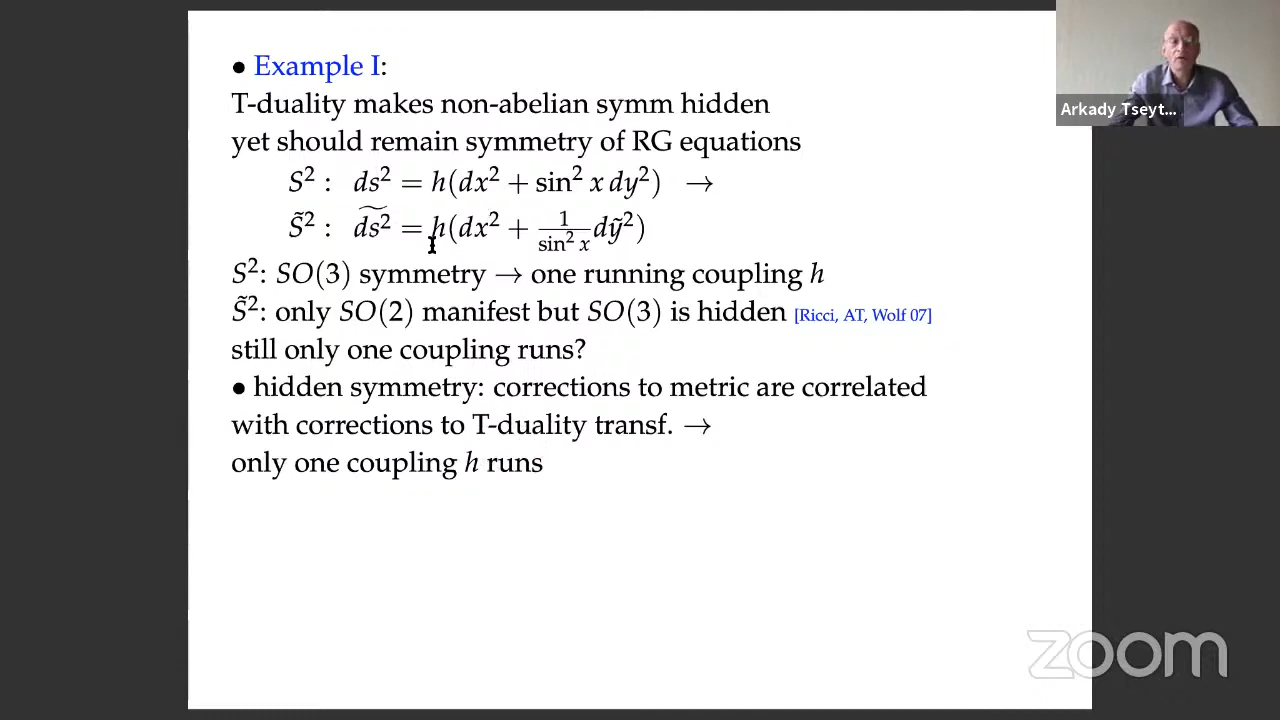 • Example I:
T-duality makes non-abelian symm hidden
yet should remain symmetry of RG equations
S² : ds² = h(dx² + sin² x dy²) →
S̃² : d͠s² = h(dx² + 1/sin² x dỹ²)
S²: SO(3) symmetry → one running coupling h
S̃²: only SO(2) manifest but SO(3) is hidden [Ricci, AT, Wolf 07]
still only one coupling runs?
• hidden symmetry: corrections to metric are correlated
with corrections to T-duality transf. →
only one coupling h runs
Arkady Tseyt...
zoom